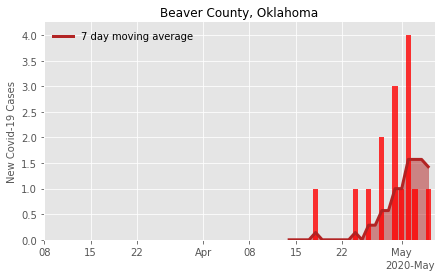 Beaver County, Oklahoma
7 day moving average
New Covid-19 Cases
4.0
3.5
3.0
2.5
2.0
1.5
1.0
0.5
0.0
08 15 22 Apr 08 15 22 May
2020-May